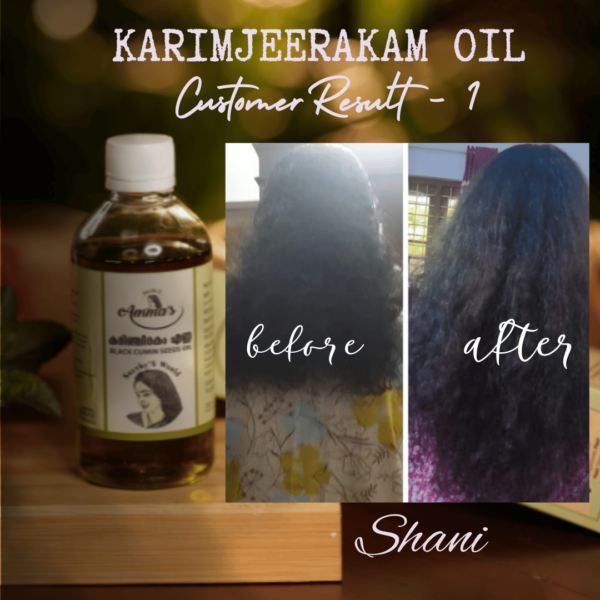 KARIMJEERAKAM OIL
Customer Result - 1
Amma's
കരിഞ്ചീരകം എണ്ണ
BLACK CUMIN SEEDS OIL
before
after
Shani